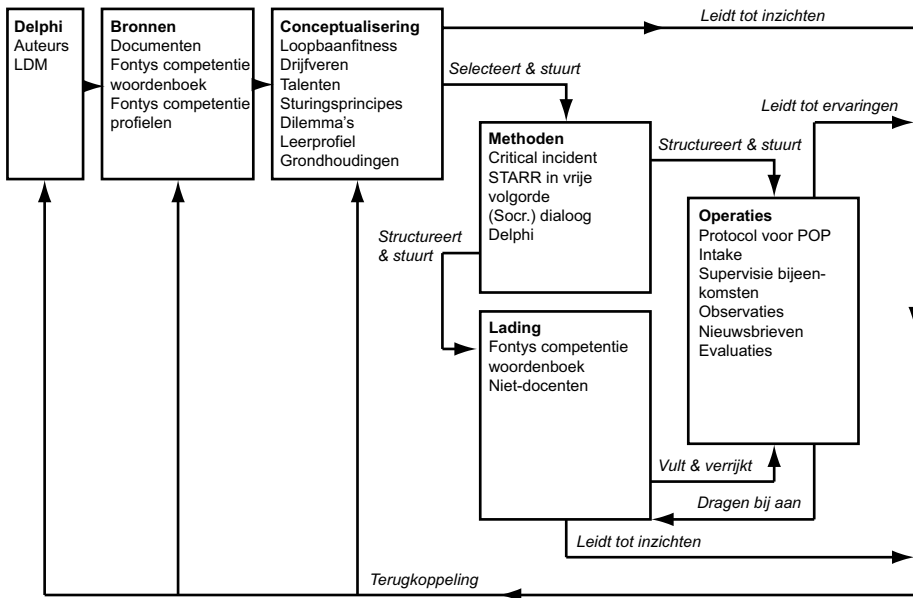 Delphi
Auteurs
LDM
Bronnen
Documenten
Fontys competentie
woordenboek
Fontys competentie
profielen
Conceptualisering
Loopbaanfitness
Drijfveren
Talenten
Sturingsprincipes
Dilemma's
Leerprofiel
Grondhoudingen
Leidt tot inzichten
Selecteert & stuurt
Leidt tot ervaringen
Methoden
Critical incident
STARR in vrije
volgorde
(Socr.) dialoog
Delphi
Structureert & stuurt
Structureert
& stuurt
Operaties
Protocol voor POP
Intake
Supervisie bijeen-
komsten
Observaties
Nieuwsbrieven
Evaluaties
Lading
Fontys competentie
woordenboek
Niet-docenten
Vult & verrijkt
Dragen bij aan
Leidt tot inzichten
Terugkoppeling